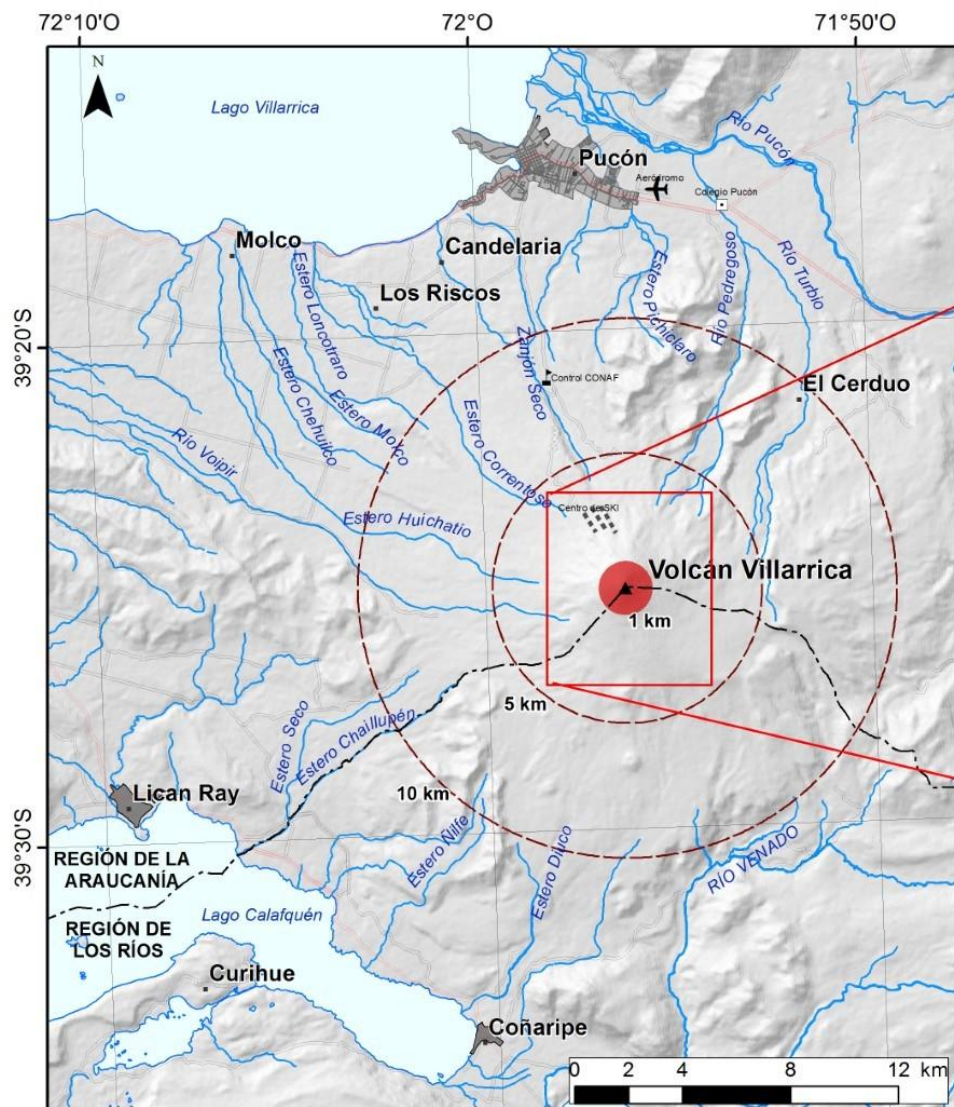 72°10'O
72°O
71°50'O
N
Lago Villarrica
Río Pucón
Pucón
Aeródromo
Colegio Pucón
Molco
Candelaria
Los Riscos
Estero Loncotraro
Estero Pichiclaro
Río Pedregoso
Río Turbio
39°20'S
Zanjón Seco
Control CONAF
El Cerduo
Estero Chehuilco
Estero Molco
Río Voipir
Estero Correntoso
Estero Huichatio
Centro de SKI
Volcán Villarrica
1 km
5 km
Estero Seco
Estero Chaillupén
10 km
Lican Ray
39°30'S
REGIÓN DE LA
ARAUCANÍA
Estero Ñilfe
Estero Diuco
RÍO VENADO
Lago Calafquén
REGIÓN DE
LOS RÍOS
Curihue
Coñaripe
0 2 4 8 12 km